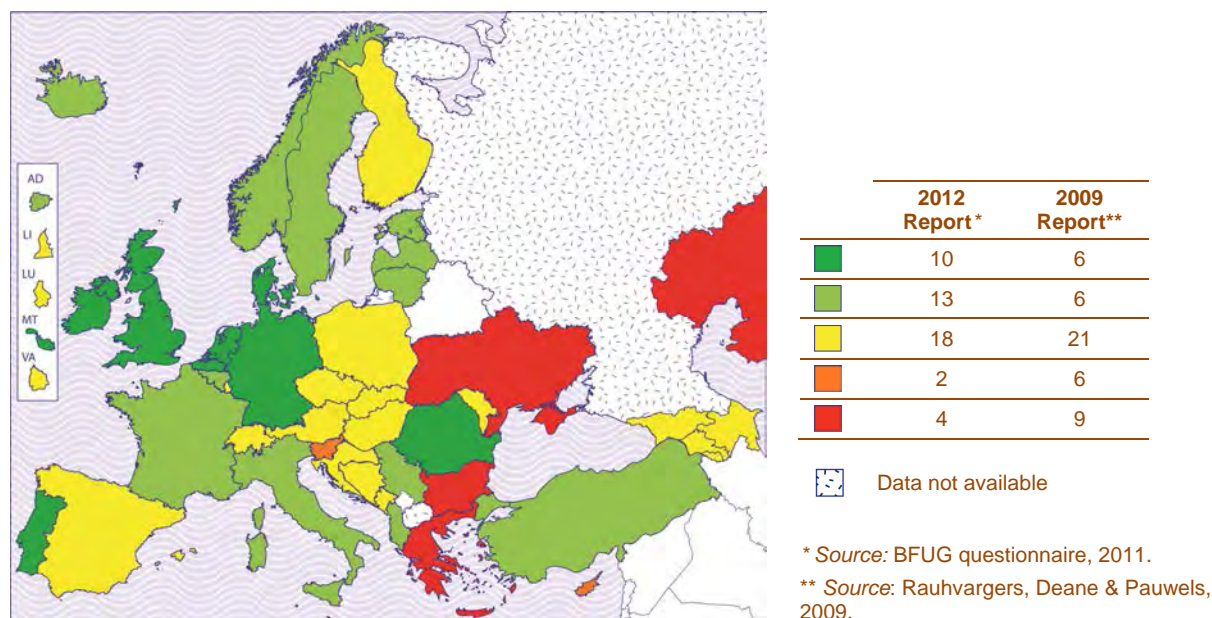 AD
LI
LU
MT
VA
2012 Report * 2009 Report**
10 6
13 6
18 21
2 6
4 9
Data not available
* Source: BFUG questionnaire, 2011.
** Source: Rauhvargers, Deane & Pauwels,
2009.